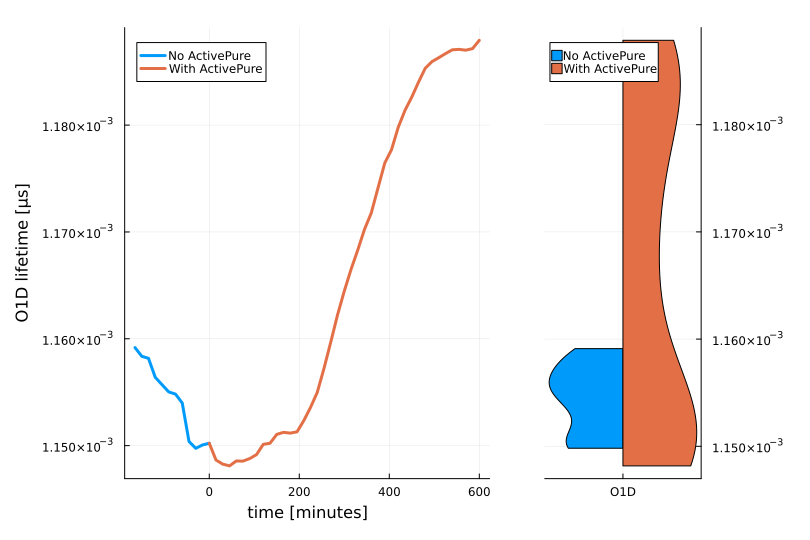 No ActivePure
With ActivePure
1.180×10⁻³
1.170×10⁻³
1.160×10⁻³
1.150×10⁻³
O1D lifetime [µs]
0
200
400
600
time [minutes]
No ActivePure
With ActivePure
1.180×10⁻³
1.170×10⁻³
1.160×10⁻³
1.150×10⁻³
O1D